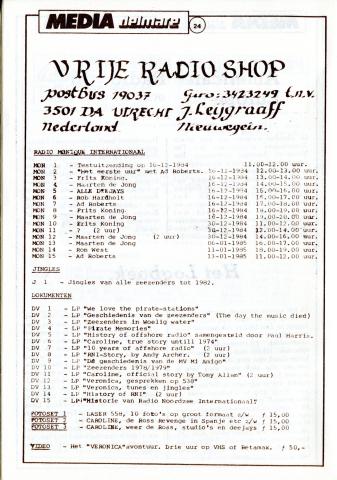 MEDIA delmare 24
VRIJE RADIO SHOP
postbus 19037 Giro: 3423249 t.n.v.
3501 DA UTRECHT J. Leijgraaff
Nederland Nieuwegein.
RADIO MONIQUE INTERNATIONAAL
MON 1 - Testuitzending op 16-12-1984 11,00-12.00 uur.
MON 2 - "Het eerste uur" met Ad Roberts. 16-12-1984 12,00-13,00 uur.
MON 3 - Frits Koning. 16-12-1984 13,00-14,00 uur.
MON 4 - Maarten de Jong 16-12-1984 14,00-15,00 uur.
MON 5 - ALLE DEEJAYS 16-12-1984 15,00-16,00 uur.
MON 6 - Rob Hardholt 16-12-1984 16,00-17,00 uur.
MON 7 - Ad Roberts 16-12-1984 17,00-18,00 uur.
MON 8 - Frits Koning. 16-12-1984 18,00-19,00 uur.
MON 9 - Maarten de Jong 16-12-1984 19,00-20,00 uur.
MON 10 - Frits Koning 30-12-1984 11,00-12,00 uur.
MON 11 - ? (2 uur) 30-12-1984 12,00-14,00 uur.
MON 12 - Maarten de Jong (2 uur) 30-12-1984 14,00-16,00 uur.
MON 13 - Maarten de Jong 06-01-1985 16,00-17,00 uur.
MON 14 - Ron West 11-01-1985 18,00-19,00 uur.
MON 15 - Ad Roberts 13-01-1985 11,00-12,00 uur.
JINGLES
J 1 - Jingles van alle zeezenders tot 1982.
DOKUMENTEN
DV 1 - LP "We love the pirate-stations"
DV 2 - LP "Geschiedenis van de zeezenders" (The day the music died)
DV 3 - LP "Zeezenders in Woelig water"
DV 4 - LP "Pirate Memories"
DV 5 - LP "History of offshore radio" samengesteld door Paul Harris.
DV 6 - LP "Caroline, true story untill 1974"
DV 7 - LP "10 years of offshore radio" (2 uur)
DV 8 - LP "RNI-Story, by Andy Archer. (2 uur)
DV 9 - LP "De geschiedenis van de MV Mi Amigo"
DV 10 - LP "Zeezenders 1978/1979"
DV 11 - LP "Caroline, official story by Tony Allan" (2 uur)
DV 12 - LP "Veronica, gesprekken op 538"
DV 13 - LP "Veronica, tunes en jingles"
DV 14 - LP "History of RNI" (2 uur)
DV 15 - LP "Historie van Radio Noordzee Internationaal"
FOTOSET 1 - LASER 558, 10 foto's op groot formaat z/w ƒ 15,00
FOTOSET 2 - CAROLINE, de Ross Revenge in Spanje etc z/w ƒ 15,00
FOTOSET 3 - CAROLINE, weer de Ross, studio's en deejays ƒ 15,00
VIDEO - Het "VERONICA" avontuur. Drie uur op VHS of Betamax. ƒ 50,-